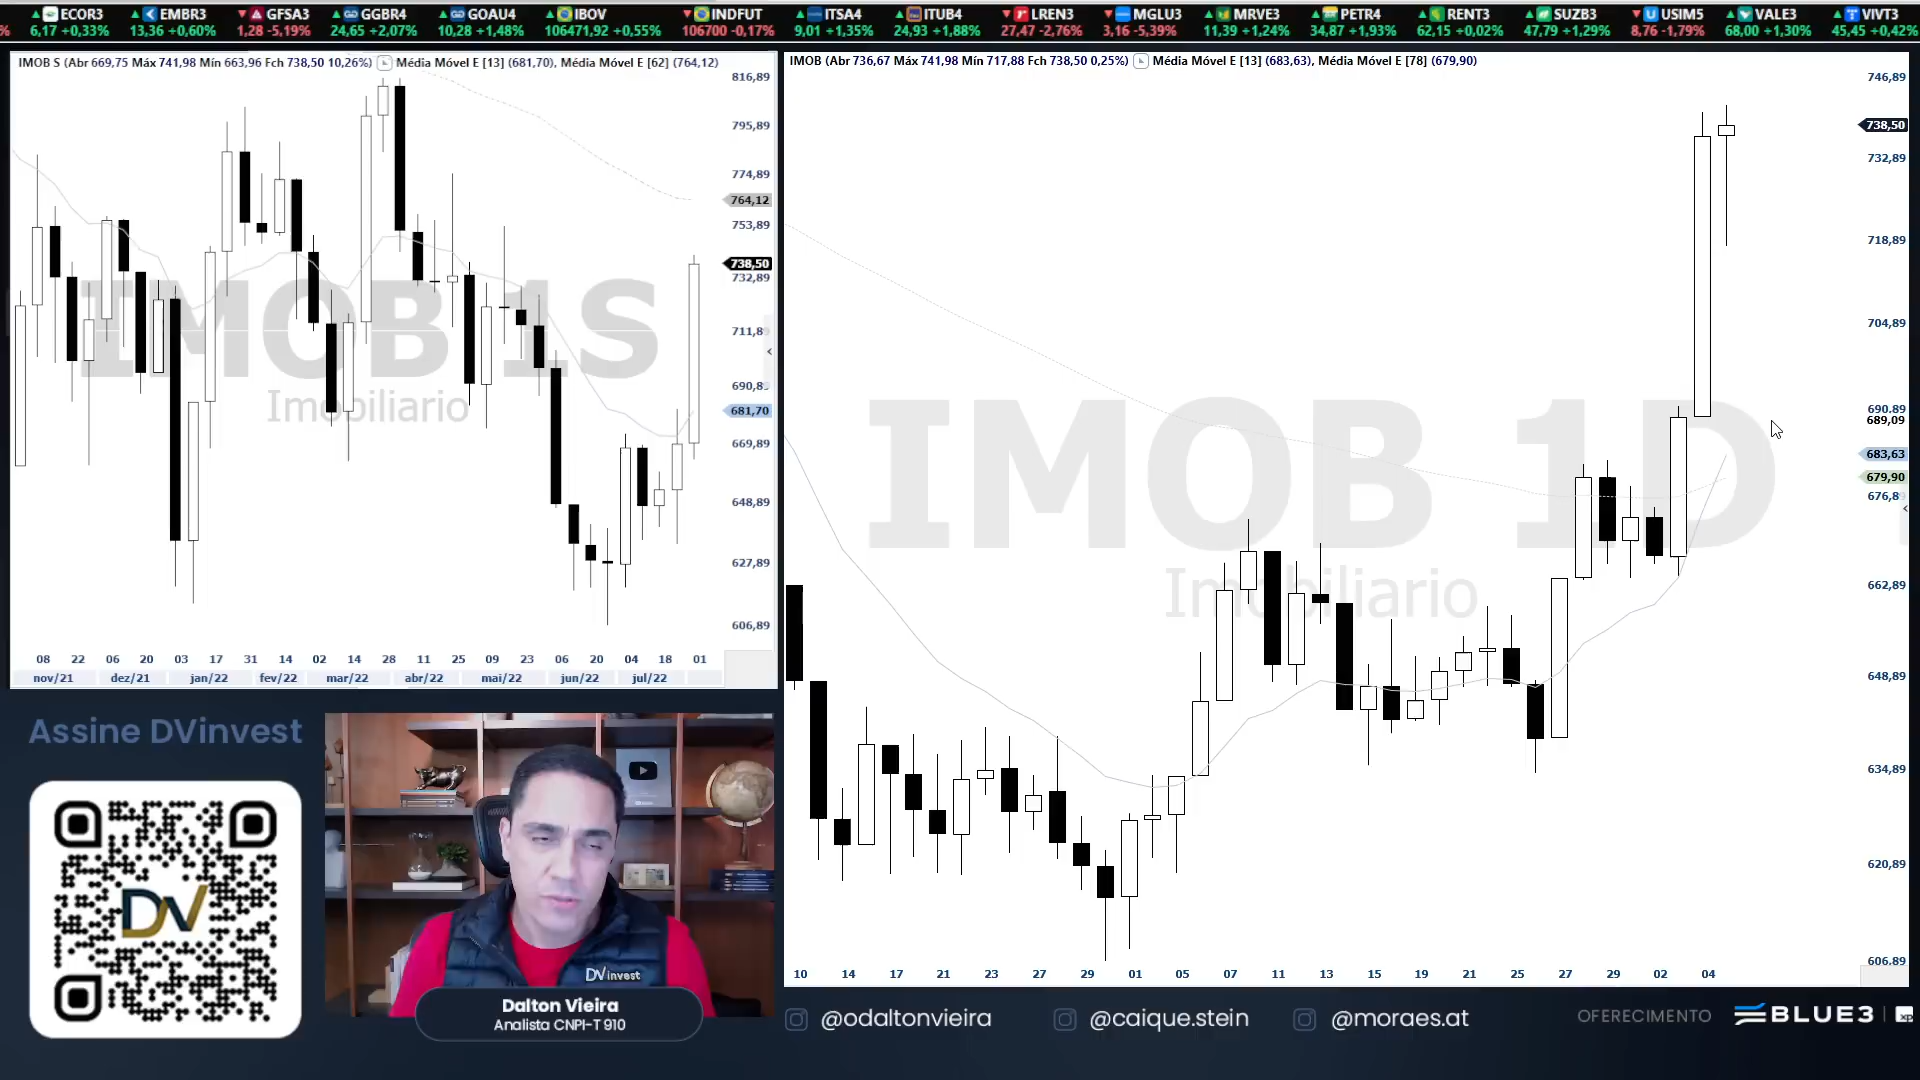 ▲ ECOR3 ▲ EMBR3 ▼ GFSA3 ▲ GGBR4 ▲ GOAU4 ▲ IBOV ▼ INDFUT ▲ ITSA4 ▲ ITUB4 ▼ LREN3 ▼ MGLU3 ▲ MRVE3 ▲ PETR4 ▲ RENT3 ▲ SUZB3 ▼ USIM5 ▲ VALE3 ▲ VIVT3
% 6,17 +0,33% 13,36 +0,60% 1,28 -5,19% 24,65 +2,07% 10,28 +1,48% 106471,92 +0,55% 106700 -0,17% 9,01 +1,35% 24,93 +1,88% 27,47 -2,76% 3,16 -5,39% 11,39 +1,24% 34,87 +1,93% 62,15 +0,02% 47,79 +1,29% 8,76 -1,79% 68,00 +1,30% 45,45 +0,42%
IMOB S (Abr 669,75 Máx 741,98 Mín 663,96 Fch 738,50 10,26%) Média Móvel E [13] (681,70), Média Móvel E [62] (764,12)
816,89
795,89
774,89
764,12
753,89
738,50
732,89
711,8
690,8
681,70
669,89
648,89
627,89
606,89
IMOB 1S
Imobiliario
08 22 06 20 03 17 31 14 02 14 28 11 25 09 23 06 20 04 18 01
nov/21 dez/21 jan/22 fev/22 mar/22 abr/22 mai/22 jun/22 jul/22
IMOB (Abr 736,67 Máx 741,98 Mín 717,88 Fch 738,50 0,25%) Média Móvel E [13] (683,63), Média Móvel E [78] (679,90)
746,89
738,50
732,89
718,89
704,89
690,89
689,09
683,63
679,90
676,8
662,89
648,89
634,89
620,89
606,89
IMOB 1D
Imobiliario
10 14 17 21 23 27 29 01 05 07 11 13 15 19 21 25 27 29 02 04
Assine DVinvest
DV
DVinvest
Dalton Vieira
Analista CNPI-T 910
@odaltonvieira @caique.stein @moraes.at
OFERECIMENTO BLUE3 | xp